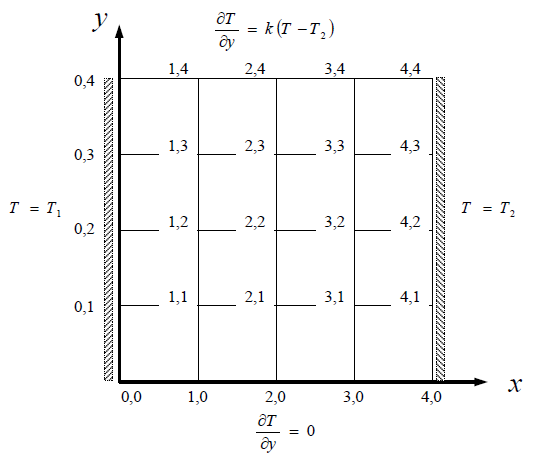 y
∂T/∂y = k(T − T₂)
0,4 1,4 2,4 3,4 4,4
0,3 1,3 2,3 3,3 4,3
T = T₁ 0,2 1,2 2,2 3,2 4,2 T = T₂
0,1 1,1 2,1 3,1 4,1
0,0 1,0 2,0 3,0 4,0 x
∂T/∂y = 0